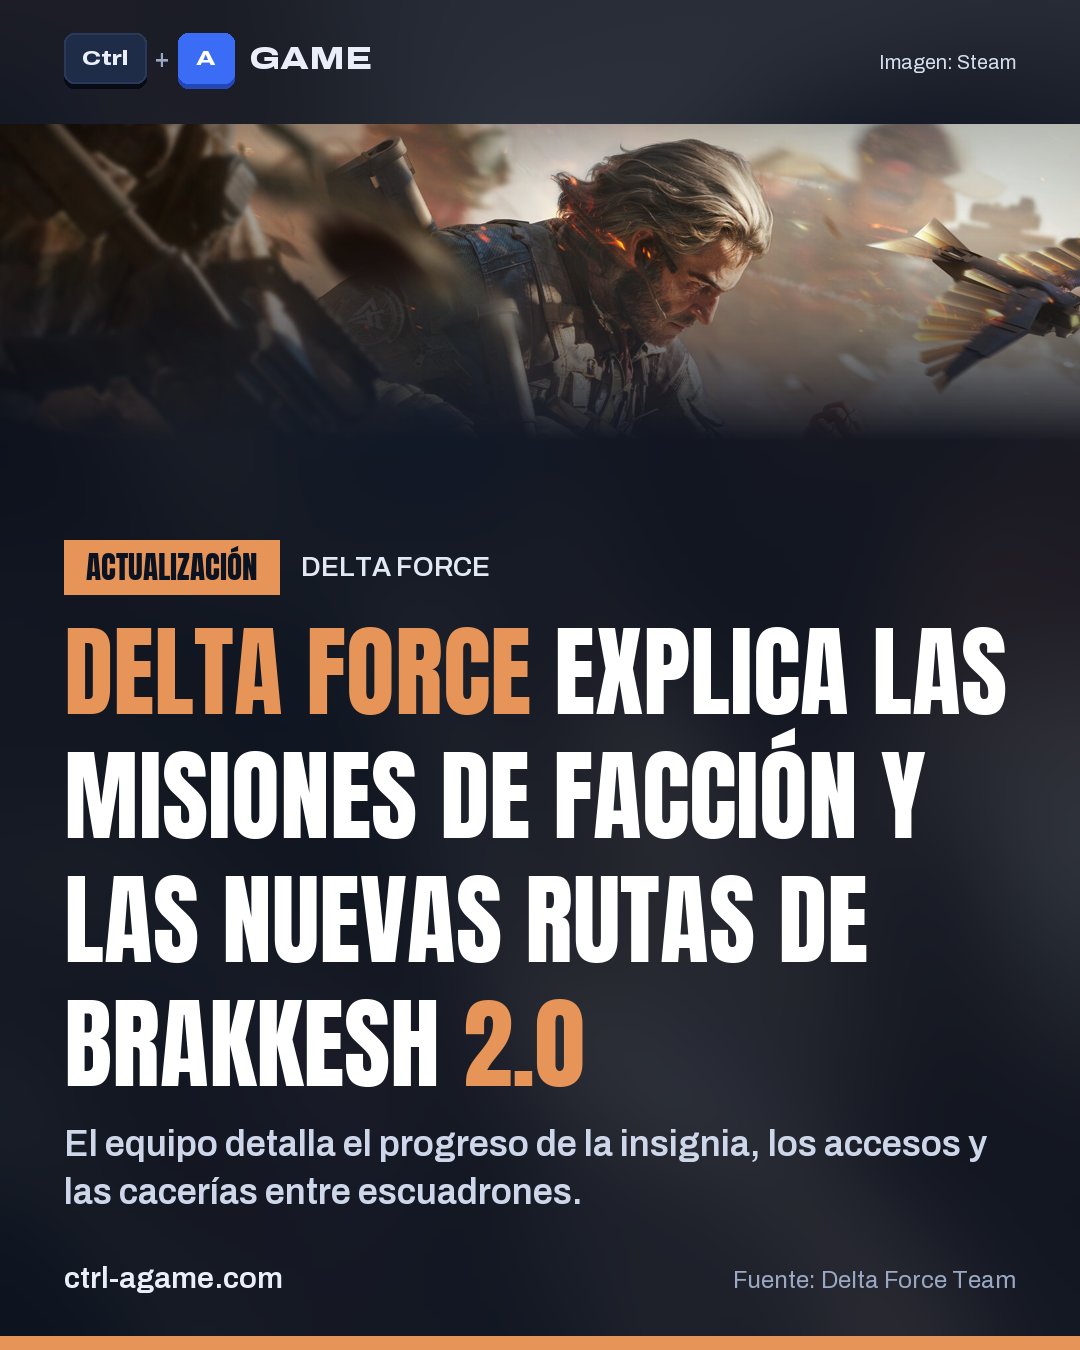 Ctrl + A GAME
Imagen: Steam
ACTUALIZACIÓN DELTA FORCE
DELTA FORCE EXPLICA LAS
MISIONES DE FACCIÓN Y
LAS NUEVAS RUTAS DE
BRAKKESH 2.0
El equipo detalla el progreso de la insignia, los accesos y
las cacerías entre escuadrones.
ctrl-agame.com
Fuente: Delta Force Team